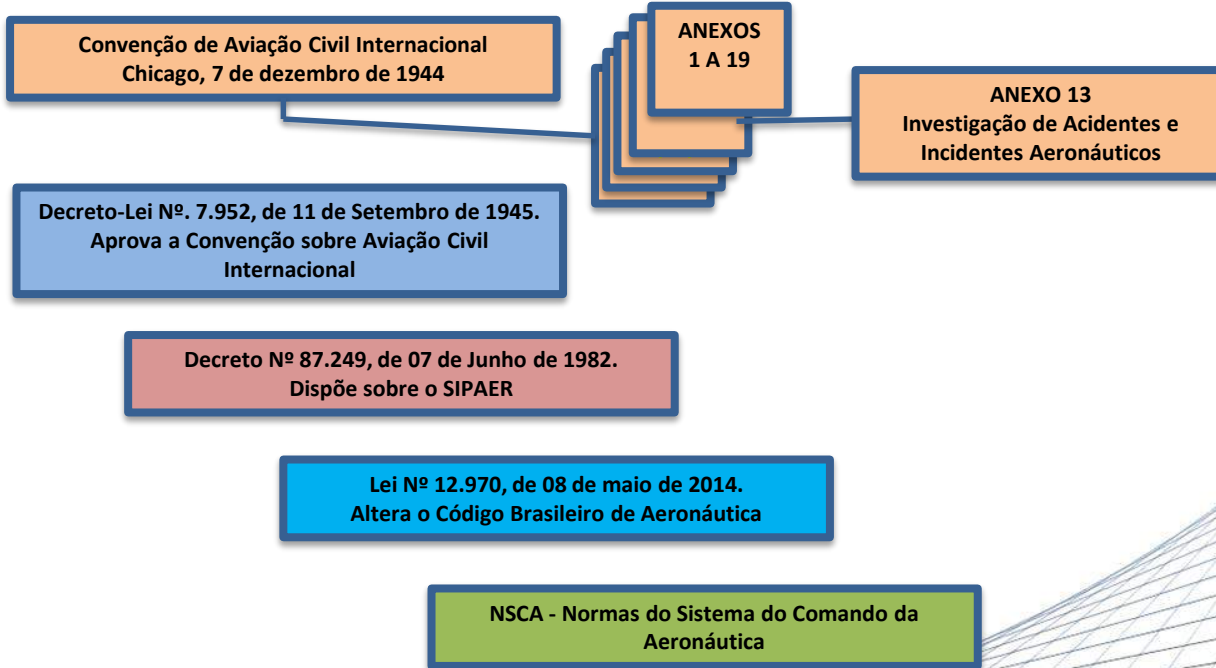 Convenção de Aviação Civil Internacional
Chicago, 7 de dezembro de 1944
ANEXOS
1 A 19
ANEXO 13
Investigação de Acidentes e
Incidentes Aeronáuticos
Decreto-Lei Nº. 7.952, de 11 de Setembro de 1945.
Aprova a Convenção sobre Aviação Civil
Internacional
Decreto Nº 87.249, de 07 de Junho de 1982.
Dispõe sobre o SIPAER
Lei Nº 12.970, de 08 de maio de 2014.
Altera o Código Brasileiro de Aeronáutica
NSCA - Normas do Sistema do Comando da
Aeronáutica